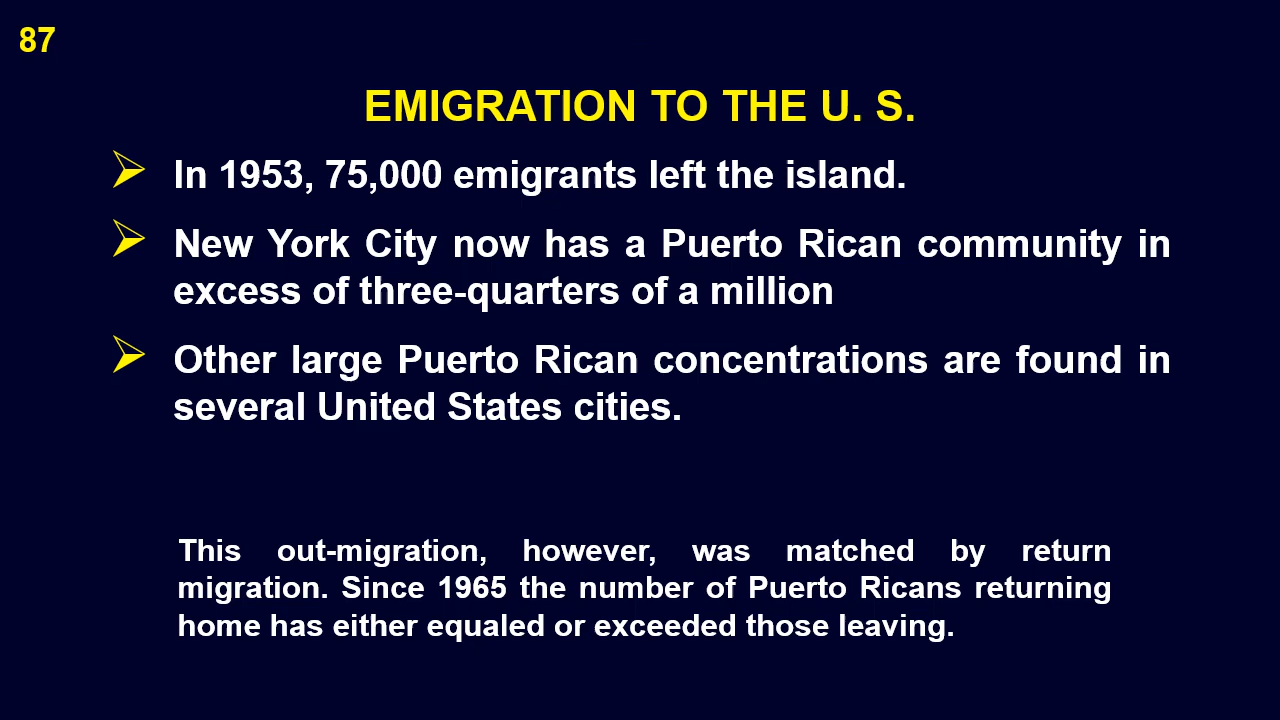 87
EMIGRATION TO THE U. S.
In 1953, 75,000 emigrants left the island.
New York City now has a Puerto Rican community in
excess of three-quarters of a million
Other large Puerto Rican concentrations are found in
several United States cities.
This out-migration, however, was matched by return
migration. Since 1965 the number of Puerto Ricans returning
home has either equaled or exceeded those leaving.